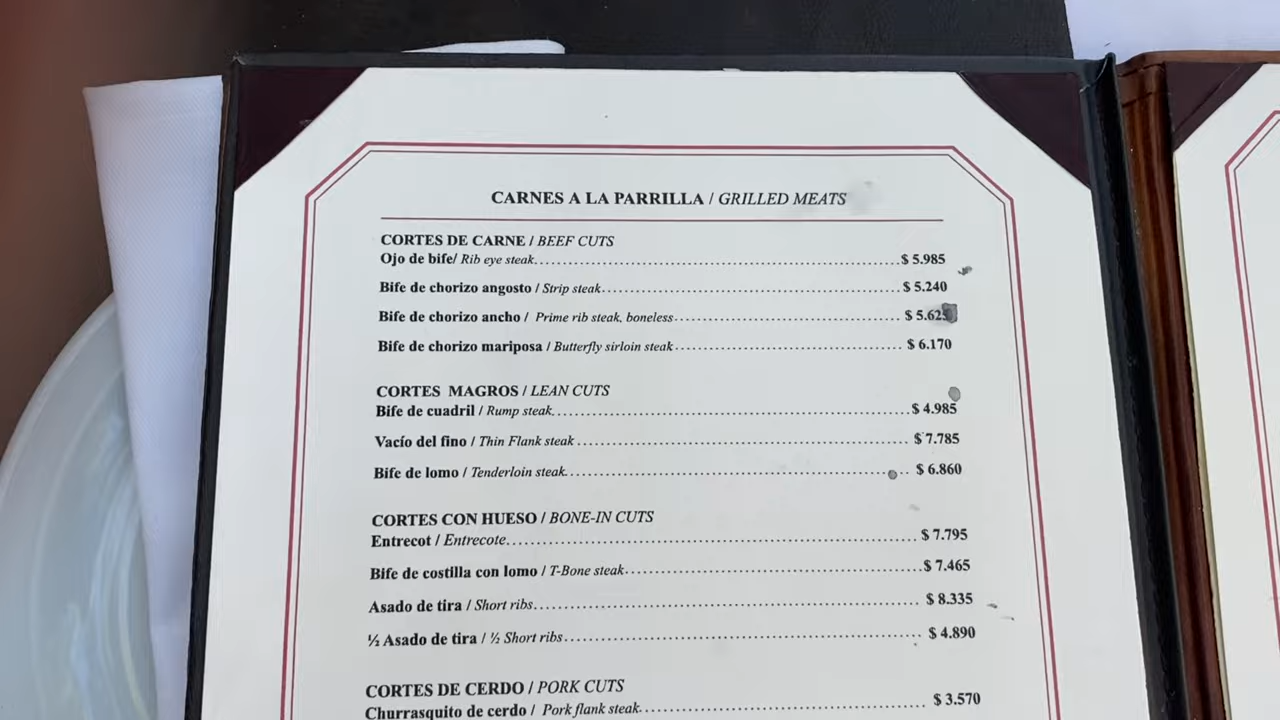 CARNES A LA PARRILLA / GRILLED MEATS
CORTES DE CARNE / BEEF CUTS
Ojo de bife/ Rib eye steak....................$ 5.985
Bife de chorizo angosto / Strip steak....................$ 5.240
Bife de chorizo ancho / Prime rib steak, boneless....................$ 5.625
Bife de chorizo mariposa / Butterfly sirloin steak....................$ 6.170
CORTES MAGROS / LEAN CUTS
Bife de cuadril / Rump steak....................$ 4.985
Vacío del fino / Thin Flank steak....................$ 7.785
Bife de lomo / Tenderloin steak....................$ 6.860
CORTES CON HUESO / BONE-IN CUTS
Entrecot / Entrecote....................$ 7.795
Bife de costilla con lomo / T-Bone steak....................$ 7.465
Asado de tira / Short ribs....................$ 8.335
½ Asado de tira / ½ Short ribs....................$ 4.890
CORTES DE CERDO / PORK CUTS
Churrasquito de cerdo / Pork flank steak....................$ 3.570